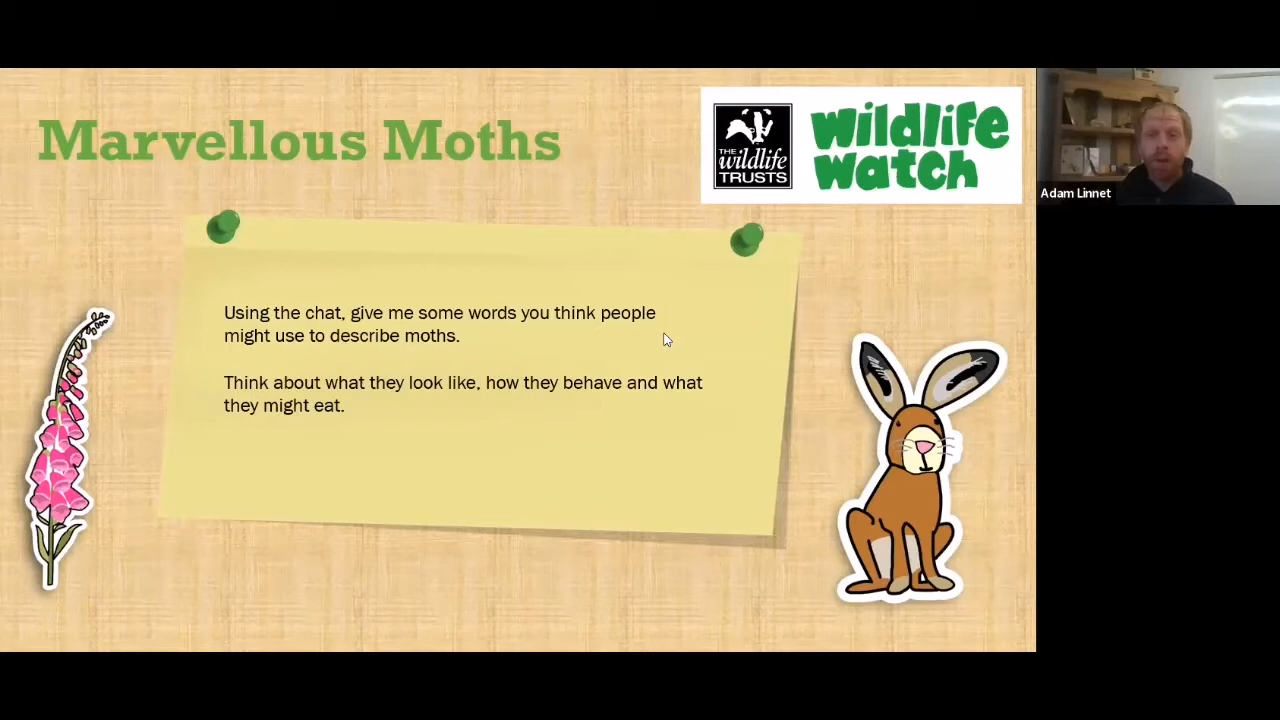 Marvellous Moths
THE
wildlife
TRUSTS
wildlife
watch
Adam Linnet
Using the chat, give me some words you think people
might use to describe moths.
Think about what they look like, how they behave and what
they might eat.